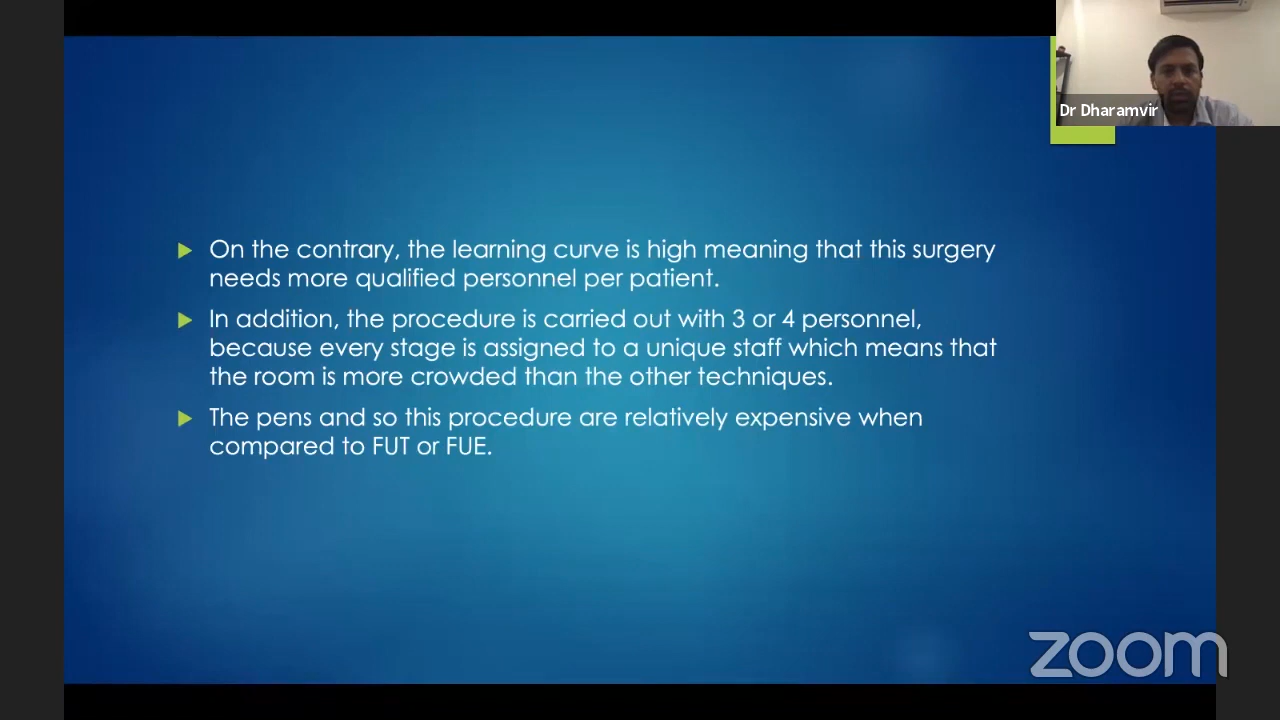 Dr Dharamvir
On the contrary, the learning curve is high meaning that this surgery
needs more qualified personnel per patient.
In addition, the procedure is carried out with 3 or 4 personnel,
because every stage is assigned to a unique staff which means that
the room is more crowded than the other techniques.
The pens and so this procedure are relatively expensive when
compared to FUT or FUE.
zoom